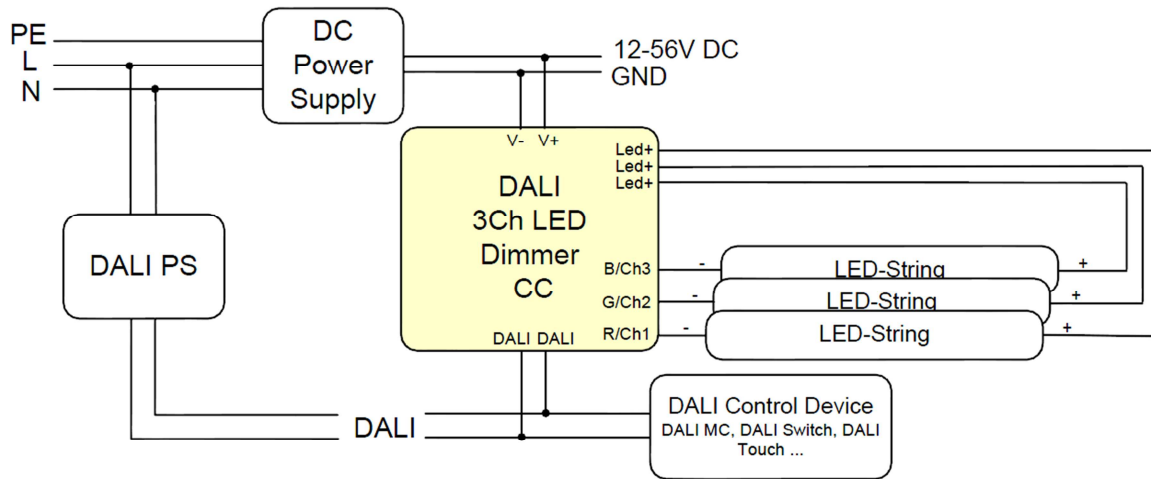 PE
L
N
DC
Power
Supply
12-56V DC
GND
V- V+
Led+
Led+
Led+
DALI
3Ch LED
Dimmer
CC
B/Ch3
G/Ch2
R/Ch1
DALI DALI
- LED-String +
- LED-String +
- LED-String +
DALI PS
DALI
DALI Control Device
DALI MC, DALI Switch, DALI
Touch ...